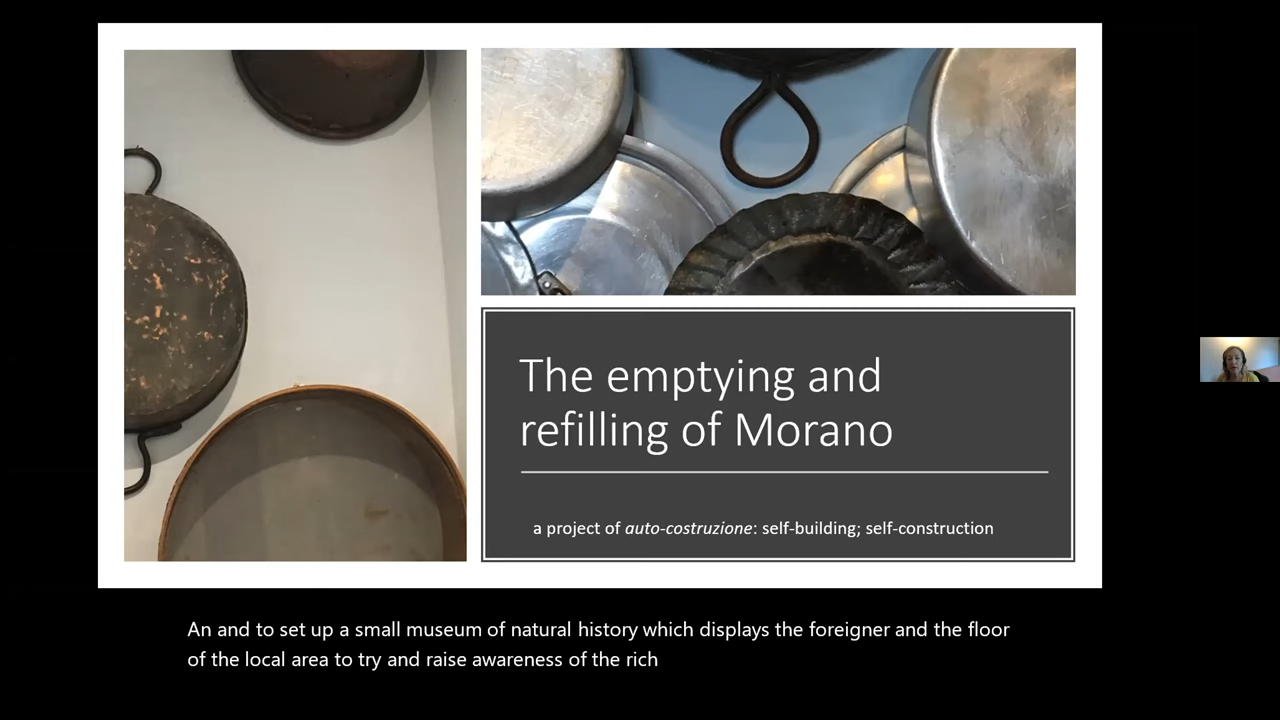 The emptying and
refilling of Morano
a project of auto-costruzione: self-building; self-construction
An and to set up a small museum of natural history which displays the foreigner and the floor
of the local area to try and raise awareness of the rich